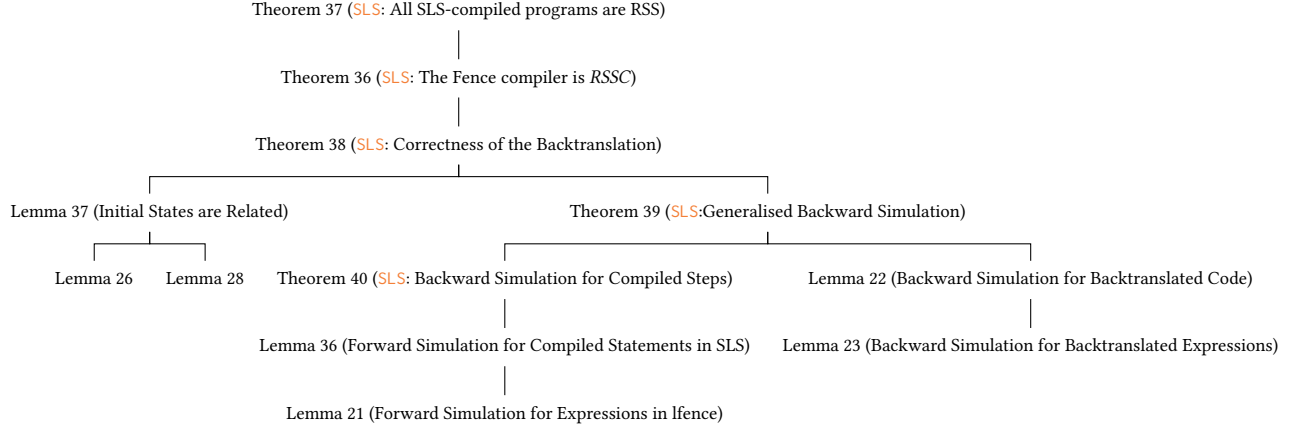 Theorem 37 (SLS: All SLS-compiled programs are RSS)
Theorem 36 (SLS: The Fence compiler is RSSC)
Theorem 38 (SLS: Correctness of the Backtranslation)
Lemma 37 (Initial States are Related)
Theorem 39 (SLS:Generalised Backward Simulation)
Lemma 26
Lemma 28
Theorem 40 (SLS: Backward Simulation for Compiled Steps)
Lemma 22 (Backward Simulation for Backtranslated Code)
Lemma 36 (Forward Simulation for Compiled Statements in SLS)
Lemma 23 (Backward Simulation for Backtranslated Expressions)
Lemma 21 (Forward Simulation for Expressions in lfence)